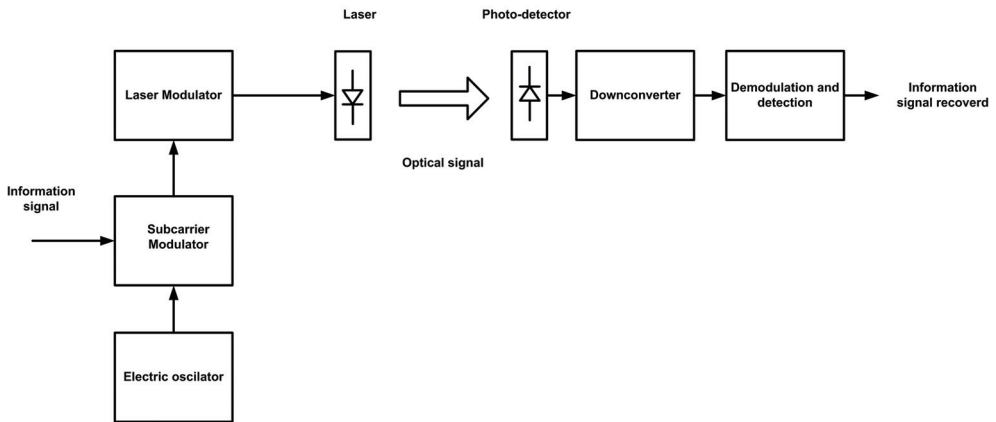 Laser
Photo-detector
Laser Modulator
Downconverter
Demodulation and
detection
Information
signal recoverd
Optical signal
Information
signal
Subcarrier
Modulator
Electric oscilator